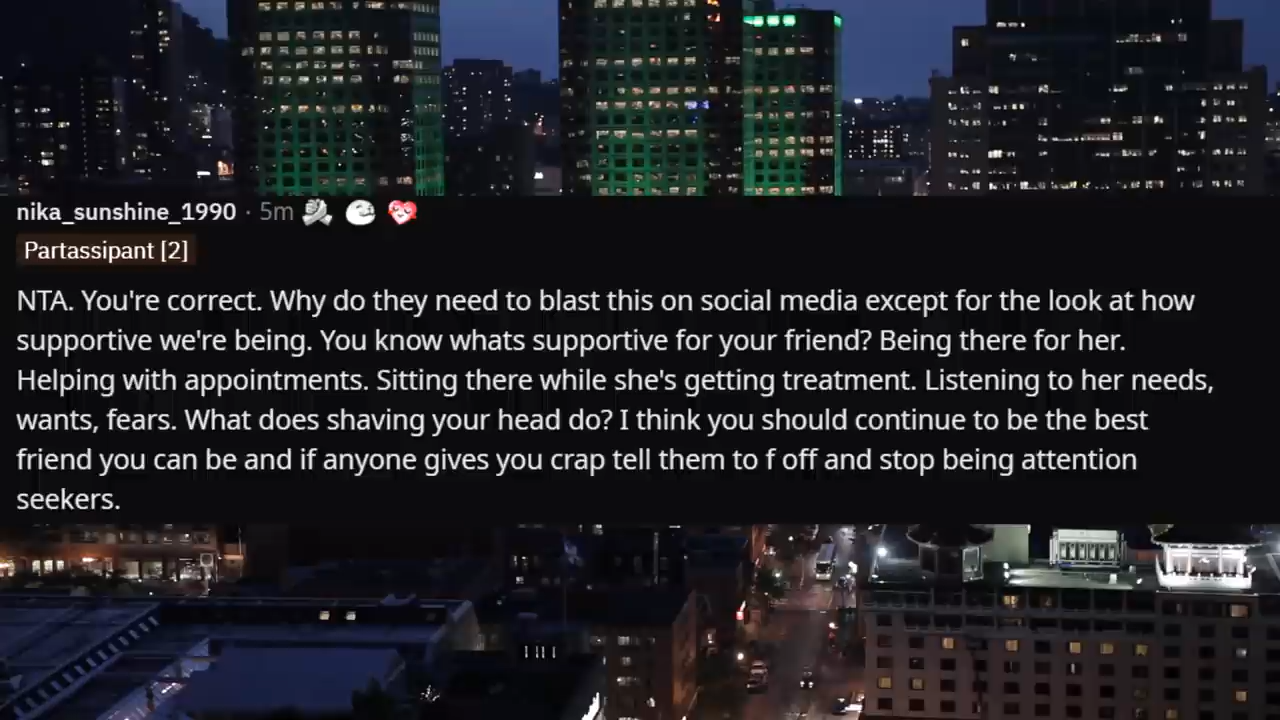 nika_sunshine_1990 · 5m
Partassipant [2]
NTA. You're correct. Why do they need to blast this on social media except for the look at how
supportive we're being. You know whats supportive for your friend? Being there for her.
Helping with appointments. Sitting there while she's getting treatment. Listening to her needs,
wants, fears. What does shaving your head do? I think you should continue to be the best
friend you can be and if anyone gives you crap tell them to f off and stop being attention
seekers.